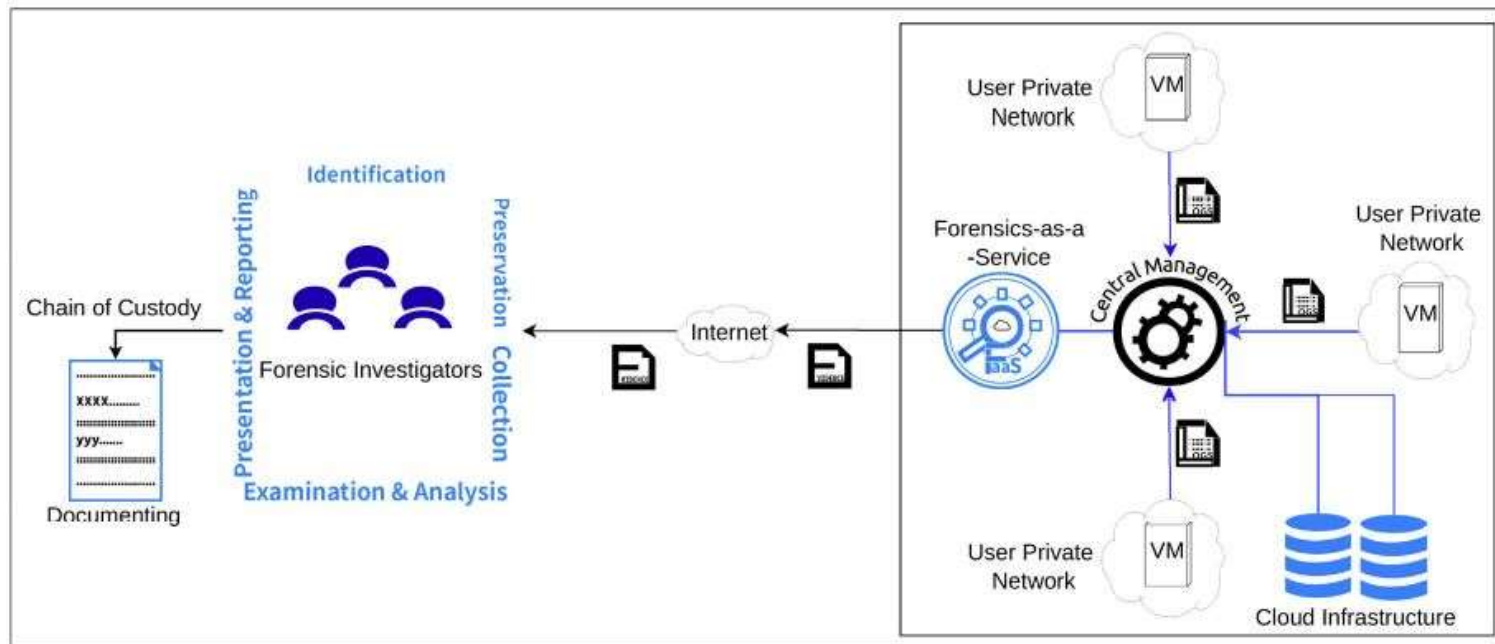 User Private
Network
VM
Identification
Presentation & Reporting
Preservation
Collection
Examination & Analysis
Forensic Investigators
Chain of Custody
xxxx.........
yyy.......
Documenting
Internet
Forensics-as-a
-Service
FaaS
Central Management
User Private
Network
VM
User Private
Network
VM
Cloud Infrastructure